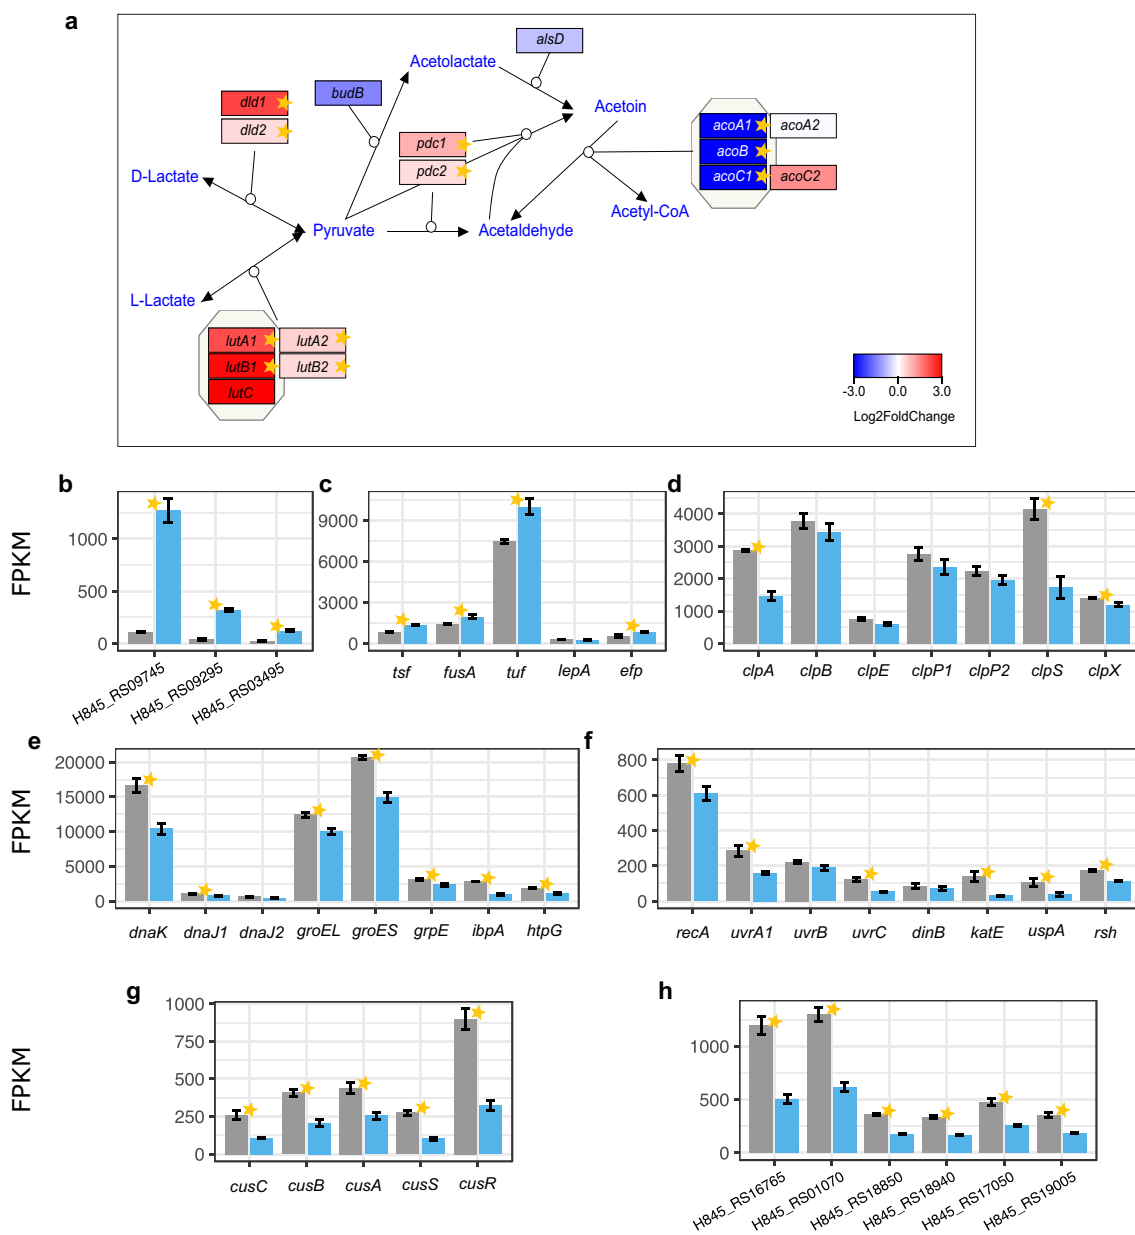 a
alsD
Acetolactate
dld1
budB
Acetoin
dld2
acoA1 acoA2
pdc1
acoB
pdc2
acoC1 acoC2
D-Lactate
Acetyl-CoA
Pyruvate
Acetaldehyde
L-Lactate
lutA1 lutA2
lutB1 lutB2
lutC
-3.0 0.0 3.0
Log2FoldChange
b
FPKM
1000
500
0
H845_RS09745
H845_RS09295
H845_RS03495
c
9000
6000
3000
0
tsf fusA tuf lepA efp
d
4000
3000
2000
1000
0
clpA clpB clpE clpP1 clpP2 clpS clpX
e
FPKM
20000
15000
10000
5000
0
dnaK dnaJ1 dnaJ2 groEL groES grpE ibpA htpG
f
800
600
400
200
0
recA uvrA1 uvrB uvrC dinB katE uspA rsh
g
FPKM
1000
750
500
250
0
cusC cusB cusA cusS cusR
h
1000
500
0
H845_RS16765
H845_RS01070
H845_RS18850
H845_RS18940
H845_RS17050
H845_RS19005